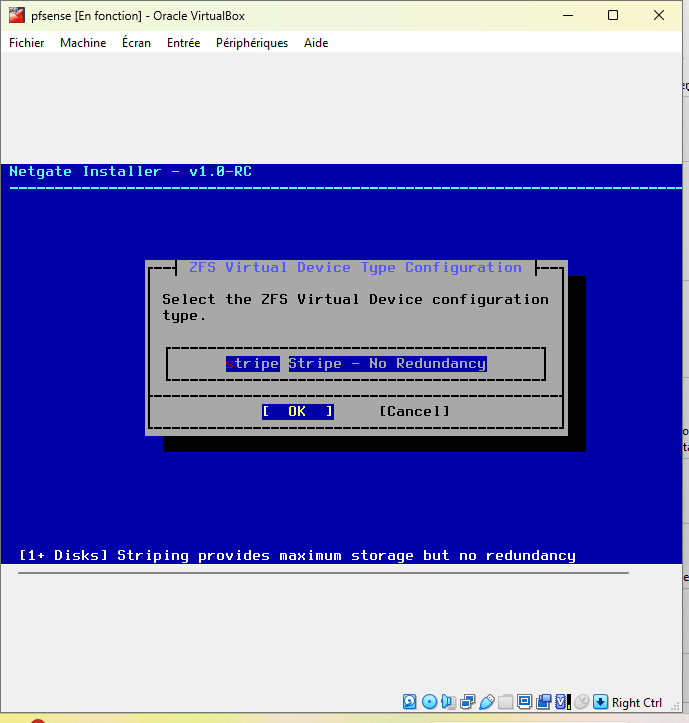 pfsense [En fonction] - Oracle VirtualBox
Fichier Machine Écran Entrée Périphériques Aide
Netgate Installer - v1.0-RC
ZFS Virtual Device Type Configuration
Select the ZFS Virtual Device configuration
type.
stripe Stripe - No Redundancy
[ OK ] [Cancel]
[1+ Disks] Striping provides maximum storage but no redundancy
Right Ctrl